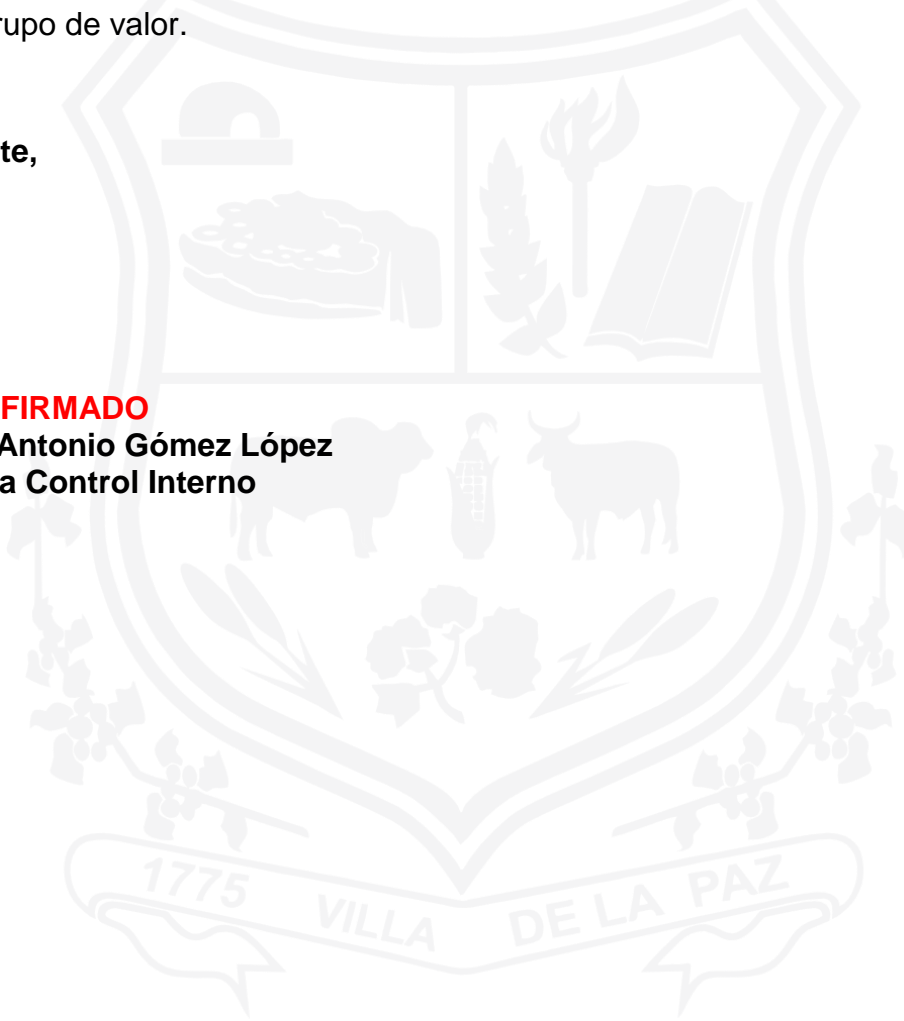 rupo de valor.
te,
FIRMADO
Antonio Gómez López
a Control Interno
1775 VILLA DE LA PAZ